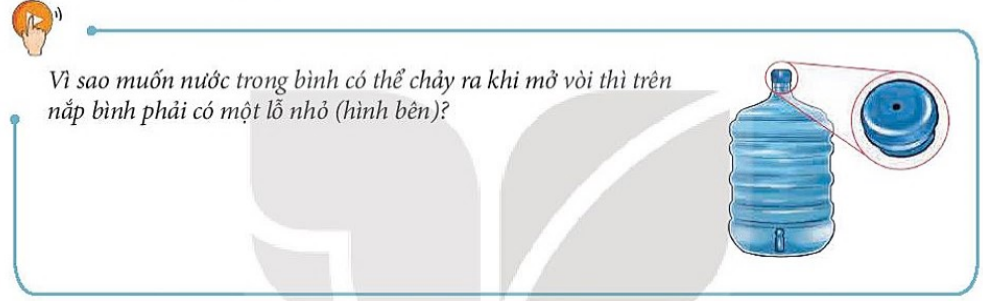 Vì sao muốn nước trong bình có thể chảy ra khi mở vòi thì trên
nắp bình phải có một lỗ nhỏ (hình bên)?